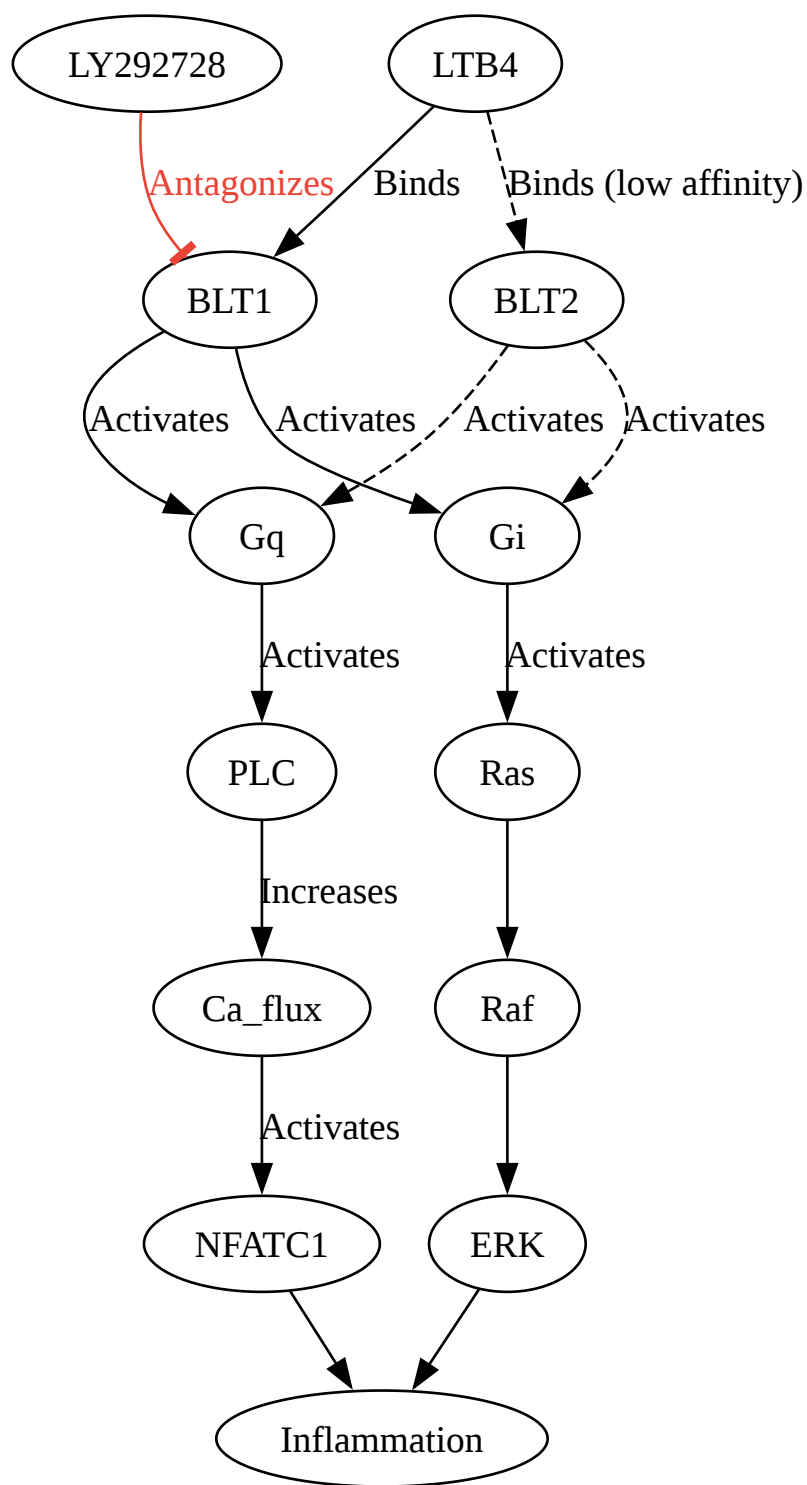 LY292728
LTB4
Antagonizes
Binds
Binds (low affinity)
BLT1
BLT2
Activates
Activates
Activates
Activates
Gq
Gi
Activates
Activates
PLC
Ras
Increases
Ca_flux
Raf
Activates
NFATC1
ERK
Inflammation